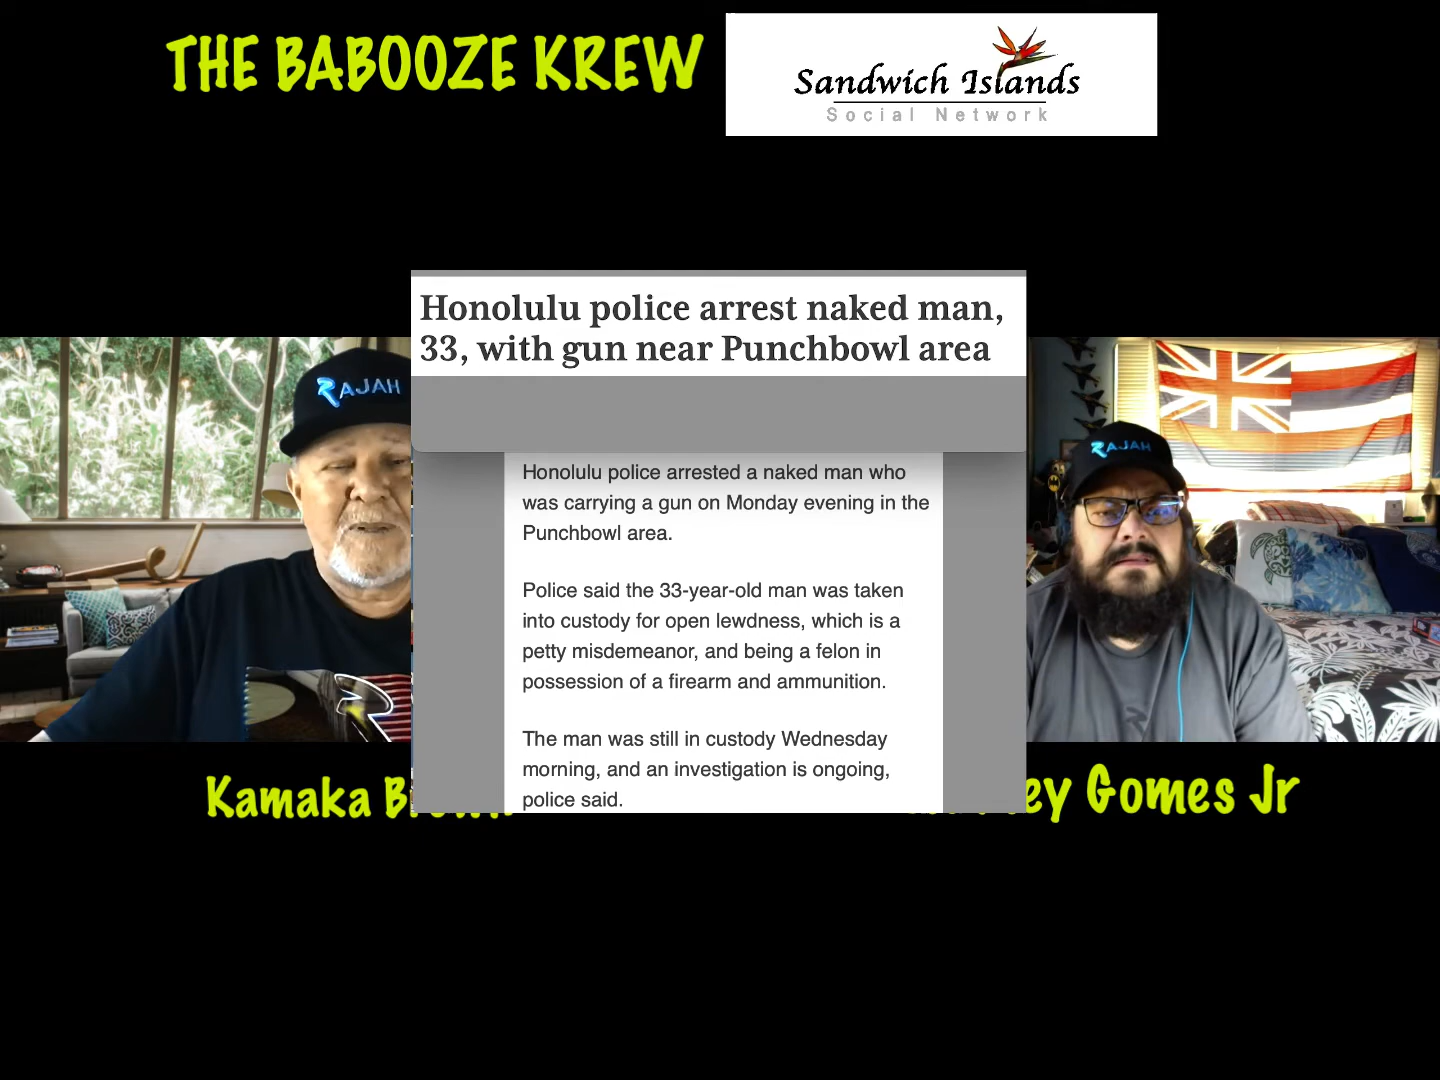 THE BABOOZE KREW
Sandwich Islands
Social Network
Honolulu police arrest naked man,
33, with gun near Punchbowl area
RAJAH
RAJAH
Honolulu police arrested a naked man who
was carrying a gun on Monday evening in the
Punchbowl area.
Police said the 33-year-old man was taken
into custody for open lewdness, which is a
petty misdemeanor, and being a felon in
possession of a firearm and ammunition.
The man was still in custody Wednesday
morning, and an investigation is ongoing,
police said.
Kamaka
Gomes Jr